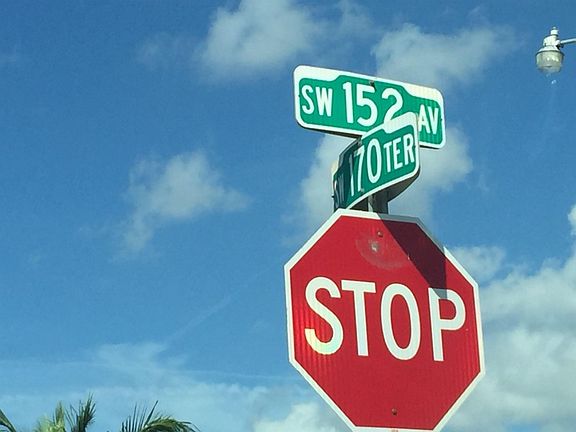 SW 152 AV
SW 170 TER
STOP